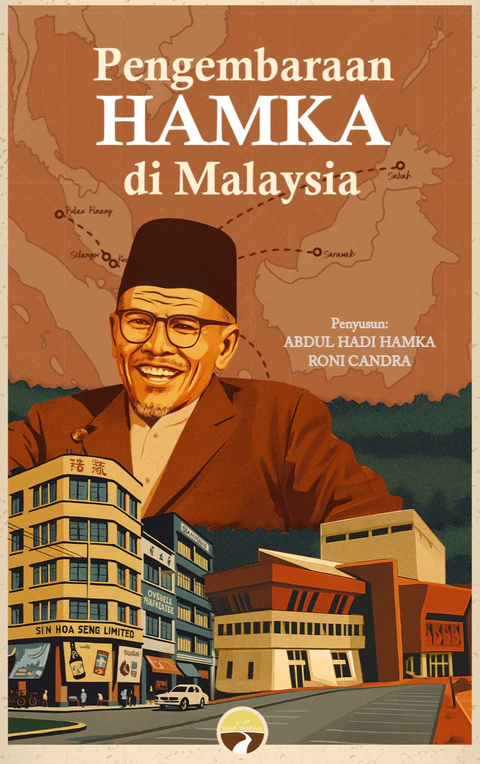 Pengembaraan
HAMKA
di Malaysia
Sabah
Pulau Pinang
Selangor
Sarawak
Penyusun:
ABDUL HADI HAMKA
RONI CANDRA
SIN HOA SENG LIMITED